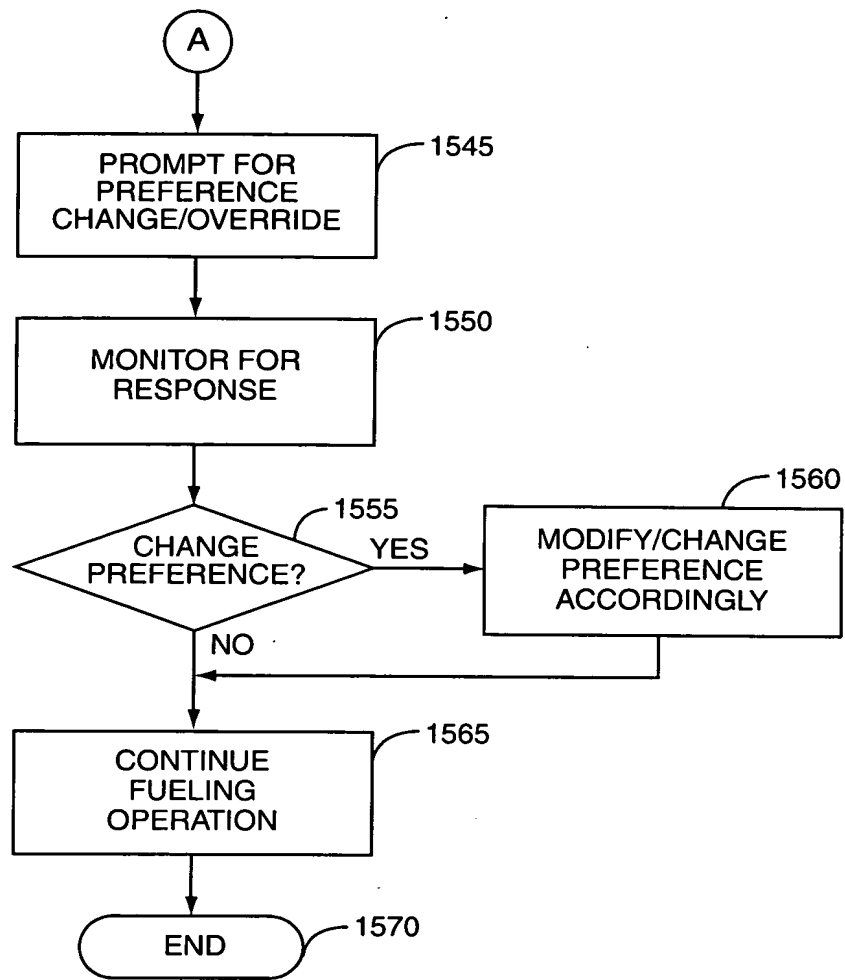 A
1545
PROMPT FOR
PREFERENCE
CHANGE/OVERRIDE
1550
MONITOR FOR
RESPONSE
1555
CHANGE
PREFERENCE?
YES
1560
MODIFY/CHANGE
PREFERENCE
ACCORDINGLY
NO
1565
CONTINUE
FUELING
OPERATION
END
1570